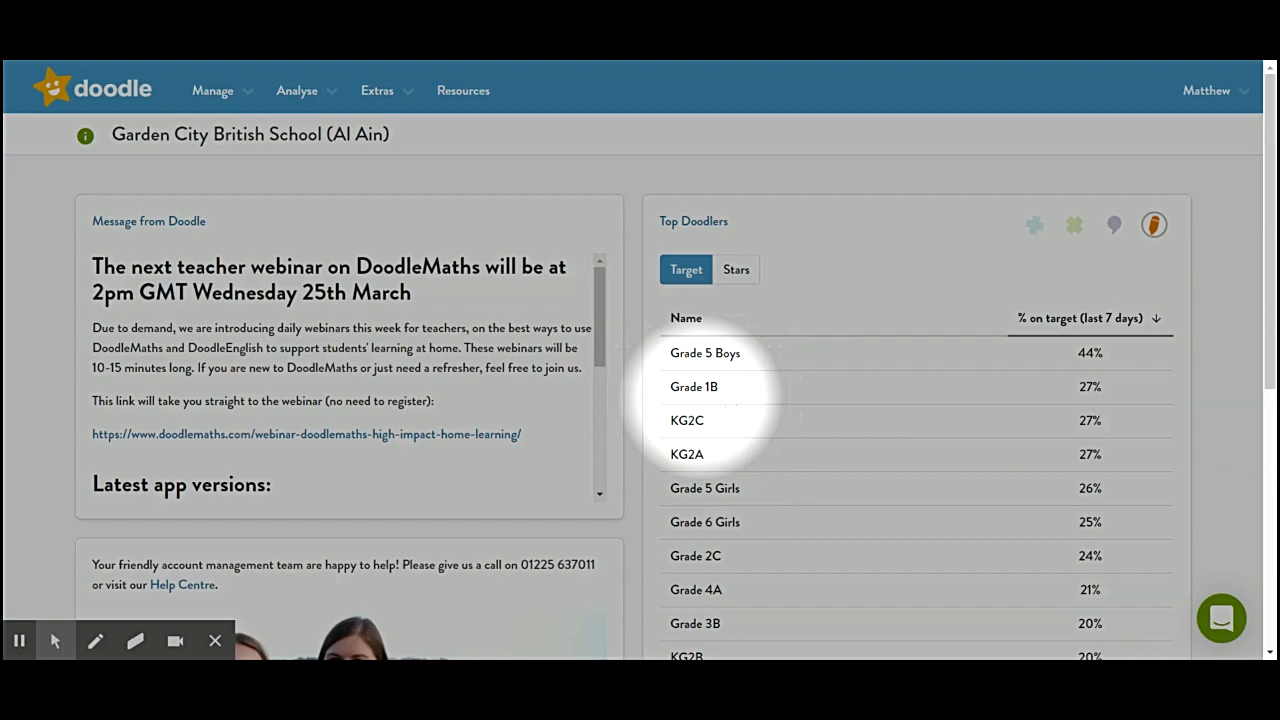 doodle
Manage
Analyse
Extras
Resources
Matthew
Garden City British School (Al Ain)
Message from Doodle
The next teacher webinar on DoodleMaths will be at
2pm GMT Wednesday 25th March
Due to demand, we are introducing daily webinars this week for teachers, on the best ways to use
DoodleMaths and DoodleEnglish to support students' learning at home. These webinars will be
10-15 minutes long. If you are new to DoodleMaths or just need a refresher, feel free to join us.
This link will take you straight to the webinar (no need to register):
https://www.doodlemaths.com/webinar-doodlemaths-high-impact-home-learning/
Latest app versions:
Your friendly account management team are happy to help! Please give us a call on 01225 637011
or visit our Help Centre.
Top Doodlers
Target Stars
Name % on target (last 7 days)
Grade 5 Boys 44%
Grade 1B 27%
KG2C 27%
KG2A 27%
Grade 5 Girls 26%
Grade 6 Girls 25%
Grade 2C 24%
Grade 4A 21%
Grade 3B 20%
KG2B 20%